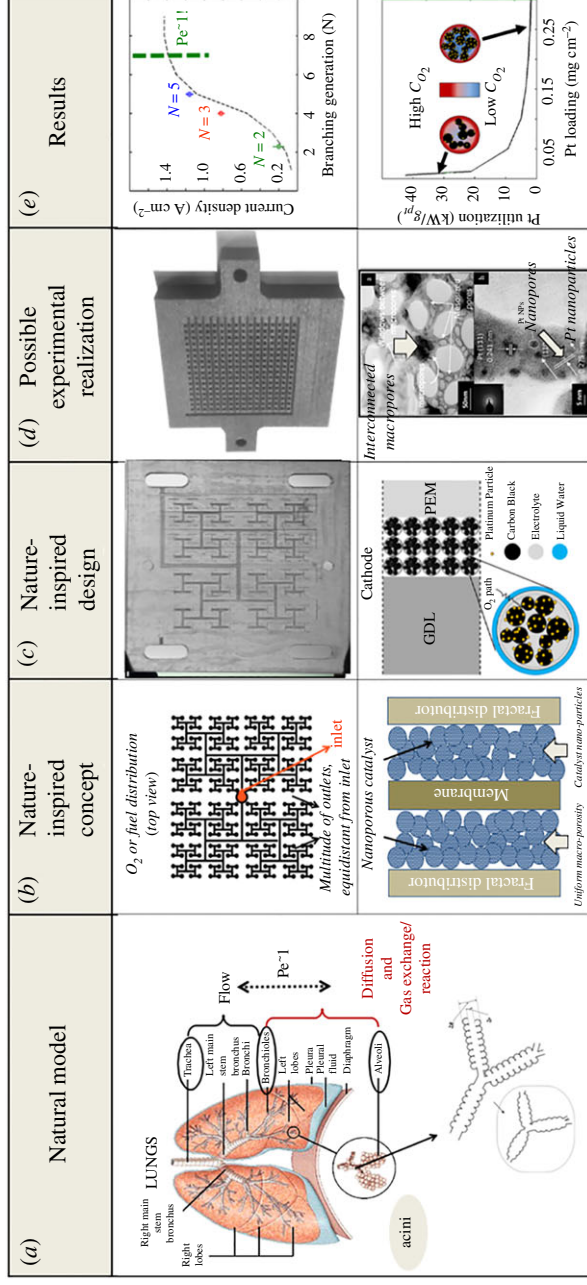 (a)
Natural model
(b)
Nature-
inspired
concept
(c)
Nature-
inspired
design
(d)
Possible
experimental
realization
(e)
Results
LUNGS
Right main
stem
bronchus
Right
lobes
Trachea
Left main
stem
bronchus
Bronchi
Bronchioles
Left
lobes
Pleura
Pleural
fluid
Diaphragm
Alveoli
Flow
Pe~1
Diffusion
and
Gas exchange/
reaction
acini
O2 or fuel distribution
(top view)
inlet
Multitude of outlets,
equidistant from inlet
Nanoporous catalyst
Fractal distributor
Membrane
Fractal distributor
Uniform macro-porosity
Catalyst nano-particles
Cathode
GDL
PEM
O2 path
Platinum Particle
Carbon Black
Electrolyte
Liquid Water
Interconnected
macropores
a
50nm
b
Pt NPs
Nanopores
Pt nanoparticles
5 nm
Current density (A cm−2)
1.4
1.0
0.6
0.2
N = 2
N = 3
N = 5
Pe~1!
2
4
6
8
Branching generation (N)
Pt utilization (kW/gpt)
40
30
20
10
0
High CO2
Low CO2
0.05
0.15
0.25
Pt loading (mg cm−2)